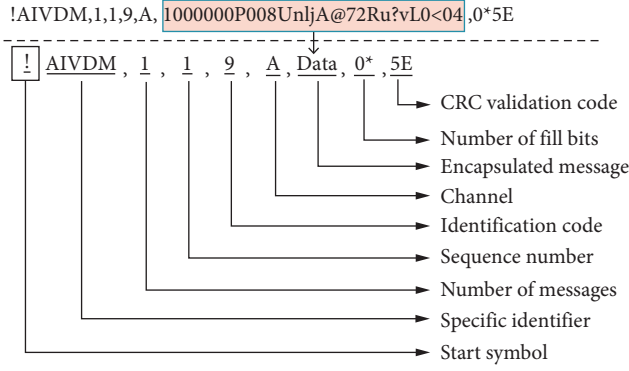 !AIVDM,1,1,9,A, 1000000P008UnljA@72Ru?vL0<04 ,0*5E
! AIVDM , 1 , 1 , 9 , A , Data , 0* , 5E
CRC validation code
Number of fill bits
Encapsulated message
Channel
Identification code
Sequence number
Number of messages
Specific identifier
Start symbol